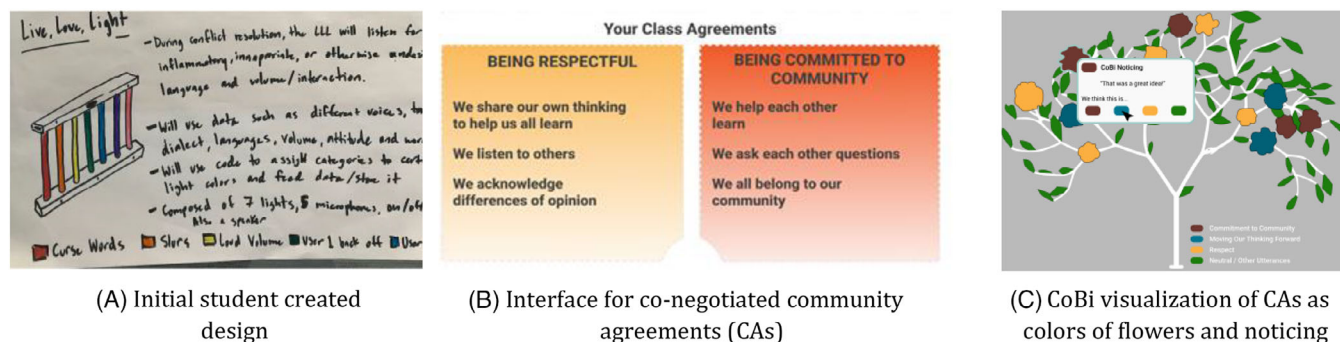 Live, Love, Light
- During conflict resolution, the LLL will listen for
inflammatory, innapropriate, or otherwise
language and volume/interaction.
- Will use data such as different voices,
dialect, languages, volume, attitude and
- Will use code to assign categories to
light colors and feed data/store it
- Composed of 7 lights, 5 microphones, on/off
Also a speaker
Curse Words Slurs Loud Volume User 1 back off User
(A) Initial student created
design
Your Class Agreements
BEING RESPECTFUL
We share our own thinking
to help us all learn
We listen to others
We acknowledge
differences of opinion
BEING COMMITTED TO
COMMUNITY
We help each other
learn
We ask each other questions
We all belong to our
community
(B) Interface for co-negotiated community
agreements (CAs)
CoBi Noticing
"That was a great idea!"
We think this is...
Commitment to Community
Moving Our Thinking Forward
Respect
Neutral / Other Utterances
(C) CoBi visualization of CAs as
colors of flowers and noticing